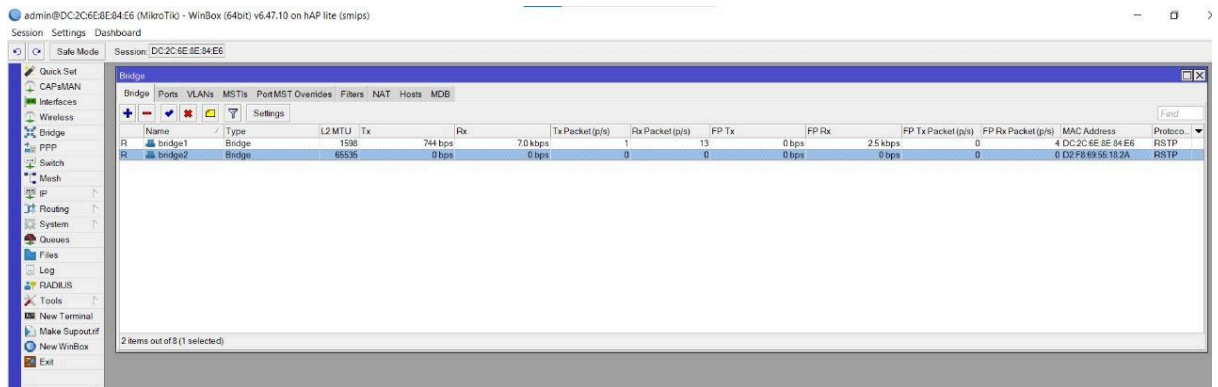 admin@DC:2C:6E:8E:84:E6 (MikroTik) - WinBox (64bit) v6.47.10 on hAP lite (smips)
Session Settings Dashboard
Safe Mode Session: DC:2C:6E:8E:84:E6
Quick Set
CAPsMAN
Interfaces
Wireless
Bridge
PPP
Switch
Mesh
IP
Routing
System
Queues
Files
Log
RADIUS
Tools
New Terminal
Make Supout.rif
New WinBox
Exit
Bridge
Bridge Ports VLANs MSTIs Port MST Overrides Filters NAT Hosts MDB
Settings Find
Name Type L2 MTU Tx Rx Tx Packet (p/s) Rx Packet (p/s) FP Tx FP Rx FP Tx Packet (p/s) FP Rx Packet (p/s) MAC Address Protoco...
R bridge1 Bridge 1598 744 bps 7.0 kbps 1 13 0 bps 2.5 kbps 0 4 DC:2C:6E:8E:84:E6 RSTP
R bridge2 Bridge 65535 0 bps 0 bps 0 0 0 bps 0 bps 0 0 D2:F8:69:55:18:2A RSTP
2 items out of 8 (1 selected)